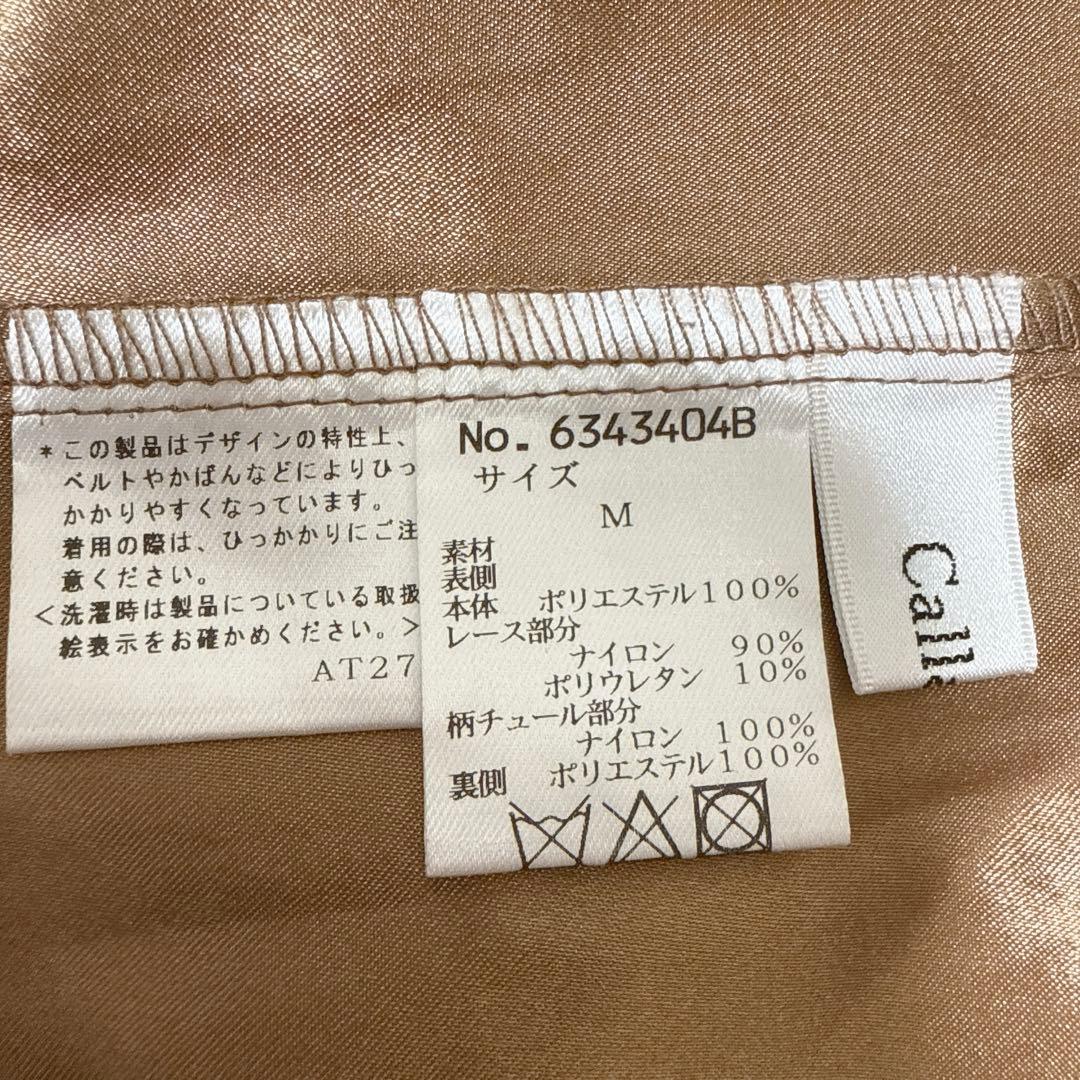 *この製品はデザインの特性上、
ベルトやかばんなどによりひっ
かかりやすくなっています。
着用の際は、ひっかかりにご注
意ください。
<洗濯時は製品についている取扱
絵表示をお確かめください。>
AT27
No. 6343404B
サイズ
M
素材
表側
本体 ポリエステル100%
レース部分
ナイロン 90%
ポリウレタン 10%
柄チュール部分
ナイロン 100%
ポリエステル100%
裏側
Call